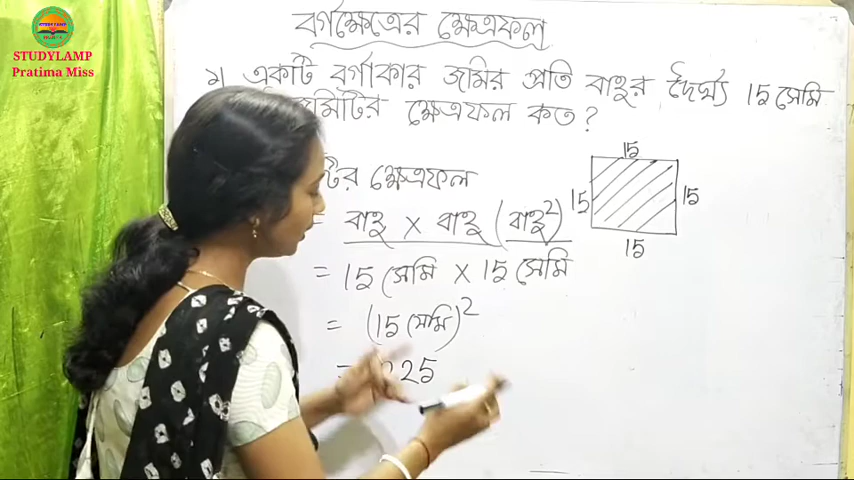 STUDYLAMP
Pratima Miss
বর্গক্ষেত্রের ক্ষেত্রফল
১) একটি বর্গাকার জমির প্রতি বাহুর দৈর্ঘ্য 15 সেমি
ক্ষেত্রফল কত?
ক্ষেত্রফল
= বাহু × বাহু (বাহু²)
= 15 সেমি × 15 সেমি
= (15 সেমি)²
= 225
15
15
15
15